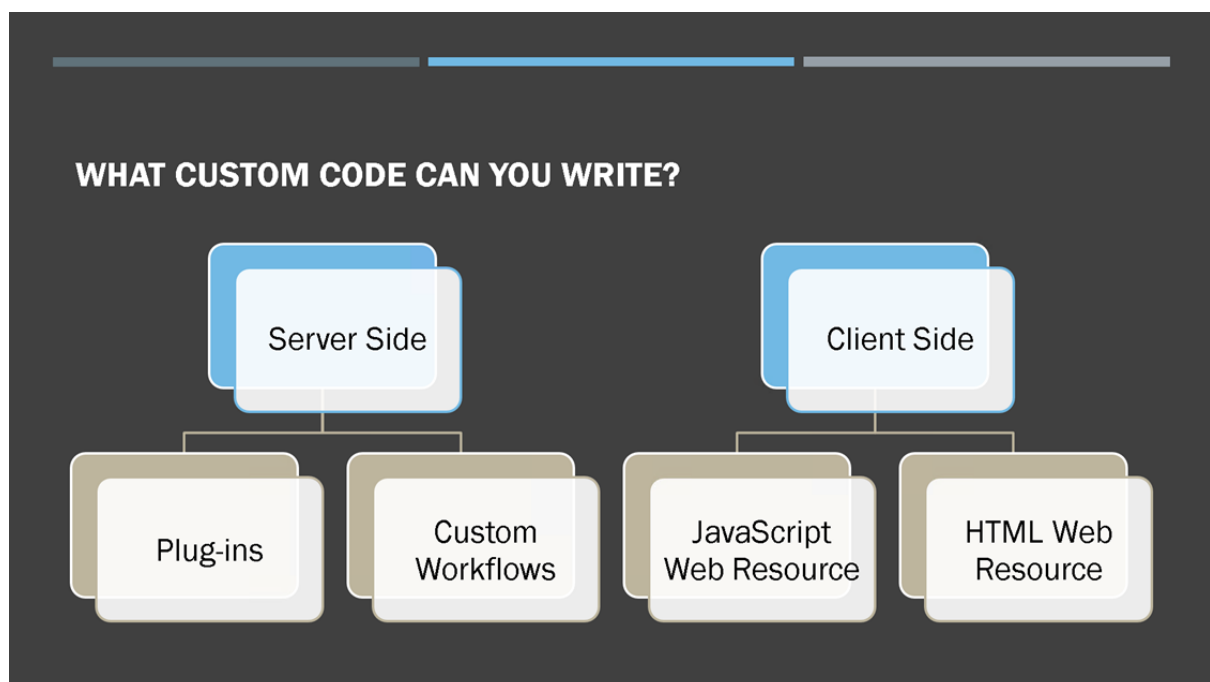 WHAT CUSTOM CODE CAN YOU WRITE?
Server Side
Client Side
Plug-ins
Custom
Workflows
JavaScript
Web Resource
HTML Web
Resource